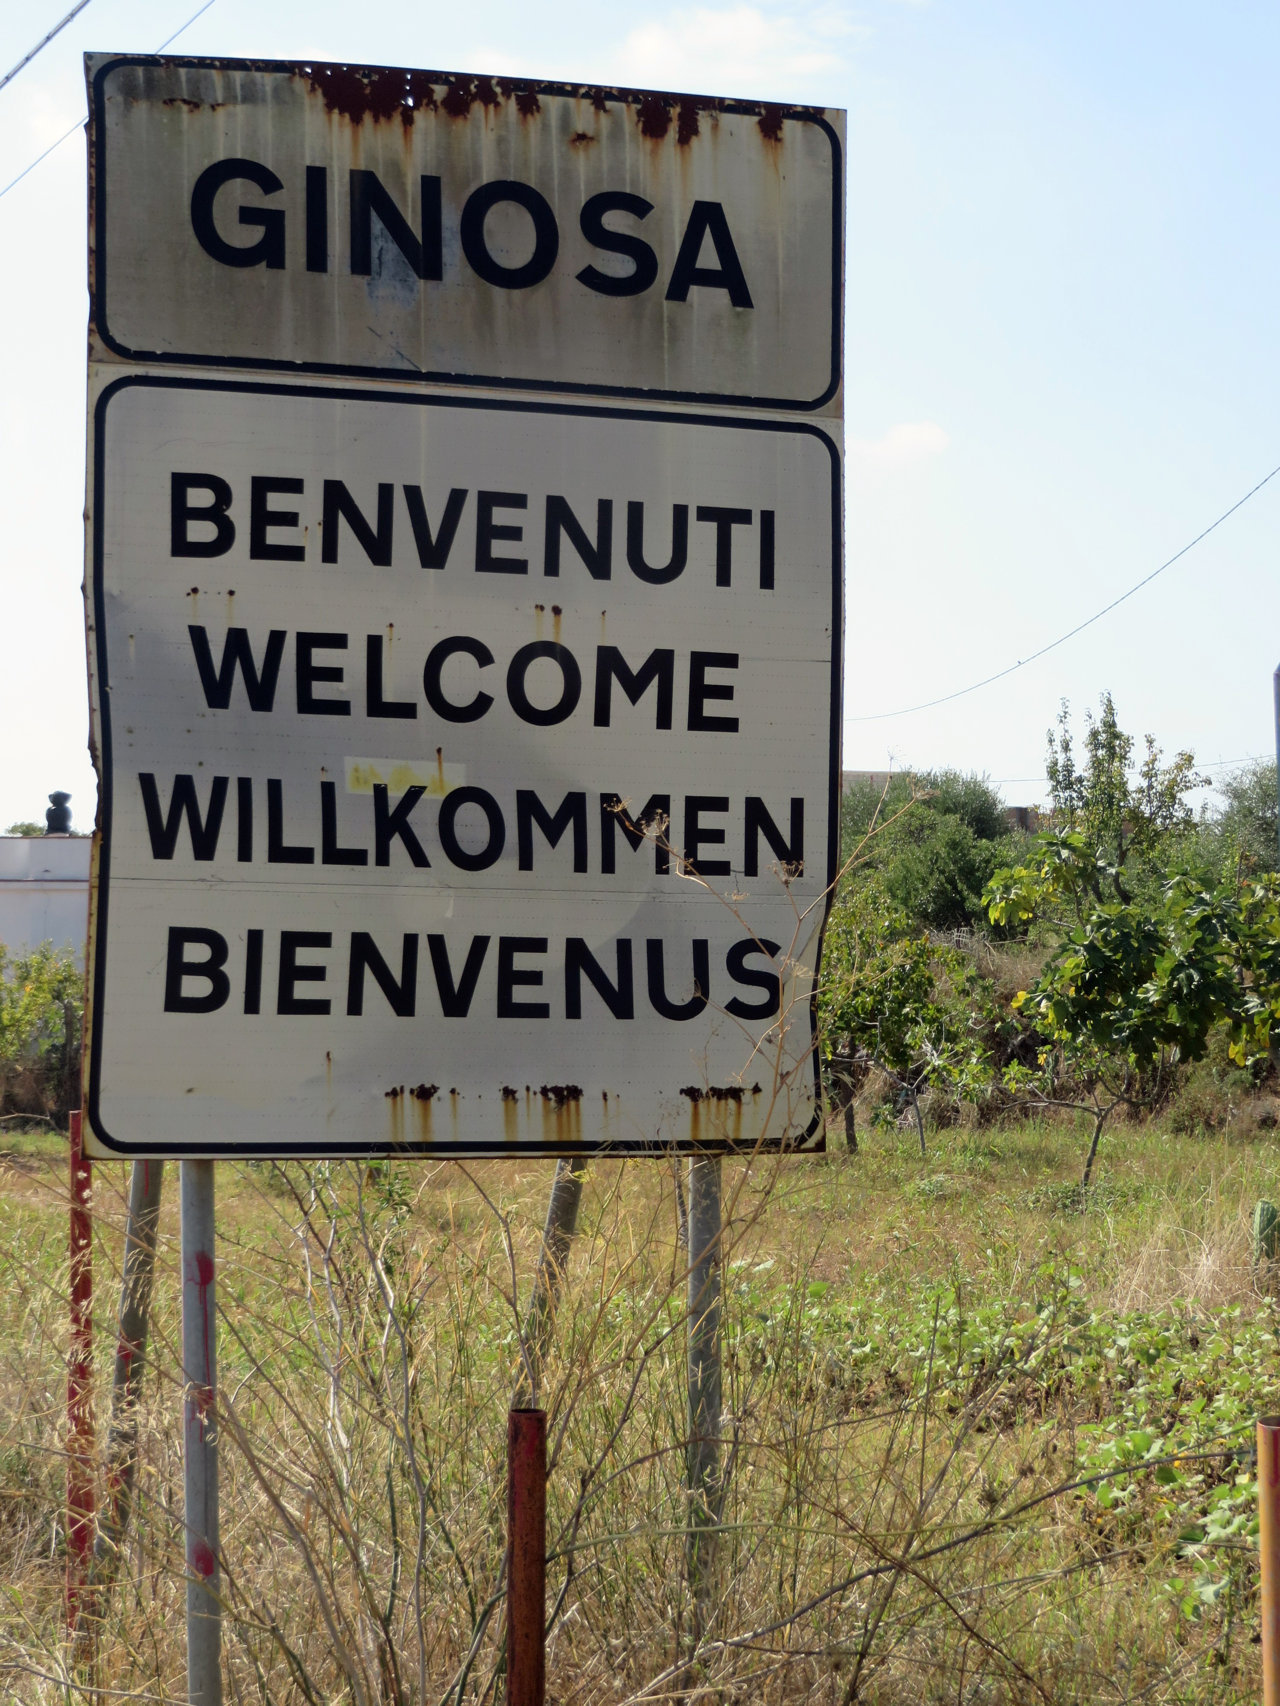 GINOSA
BENVENUTI
WELCOME
WILLKOMMEN
BIENVENUS